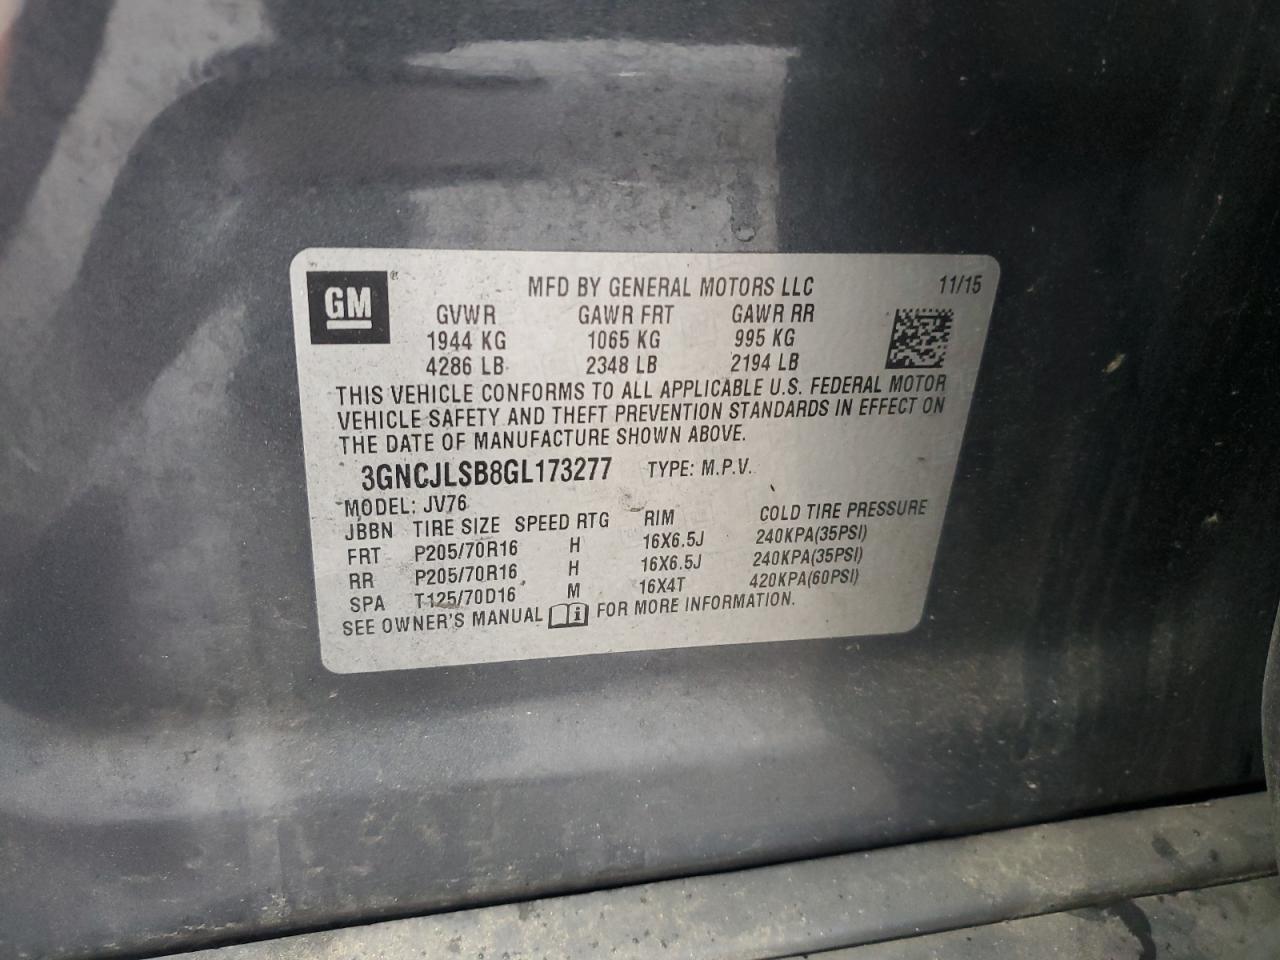 GM
MFD BY GENERAL MOTORS LLC 11/15
GVWR GAWR FRT GAWR RR
1944 KG 1065 KG 995 KG
4286 LB 2348 LB 2194 LB
THIS VEHICLE CONFORMS TO ALL APPLICABLE U.S. FEDERAL MOTOR
VEHICLE SAFETY AND THEFT PREVENTION STANDARDS IN EFFECT ON
THE DATE OF MANUFACTURE SHOWN ABOVE.
3GNCJLSB8GL173277 TYPE: M.P.V.
MODEL: JV76
JBBN TIRE SIZE SPEED RTG RIM COLD TIRE PRESSURE
FRT P205/70R16 H 16X6.5J 240KPA(35PSI)
RR P205/70R16 H 16X6.5J 240KPA(35PSI)
SPA T125/70D16 M 16X4T 420KPA(60PSI)
SEE OWNER'S MANUAL FOR MORE INFORMATION.